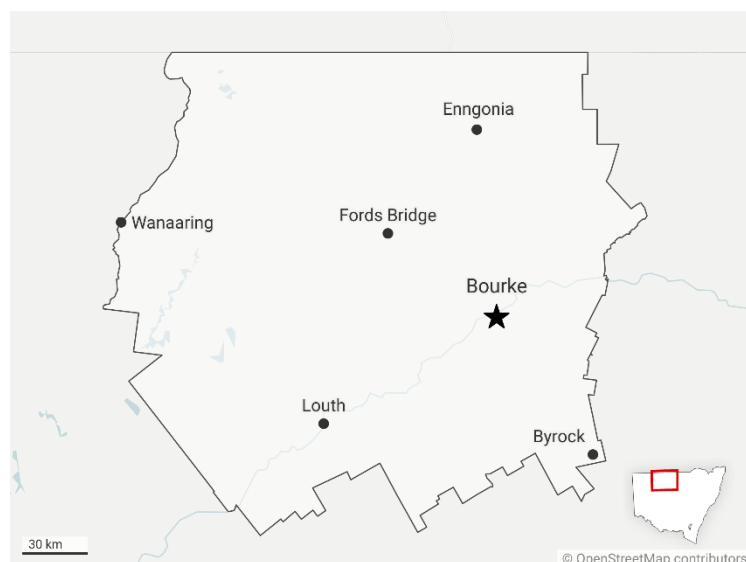 Enngonia
Wanaaring
Fords Bridge
Bourke
Louth
Byrock
30 km
© OpenStreetMap contributors